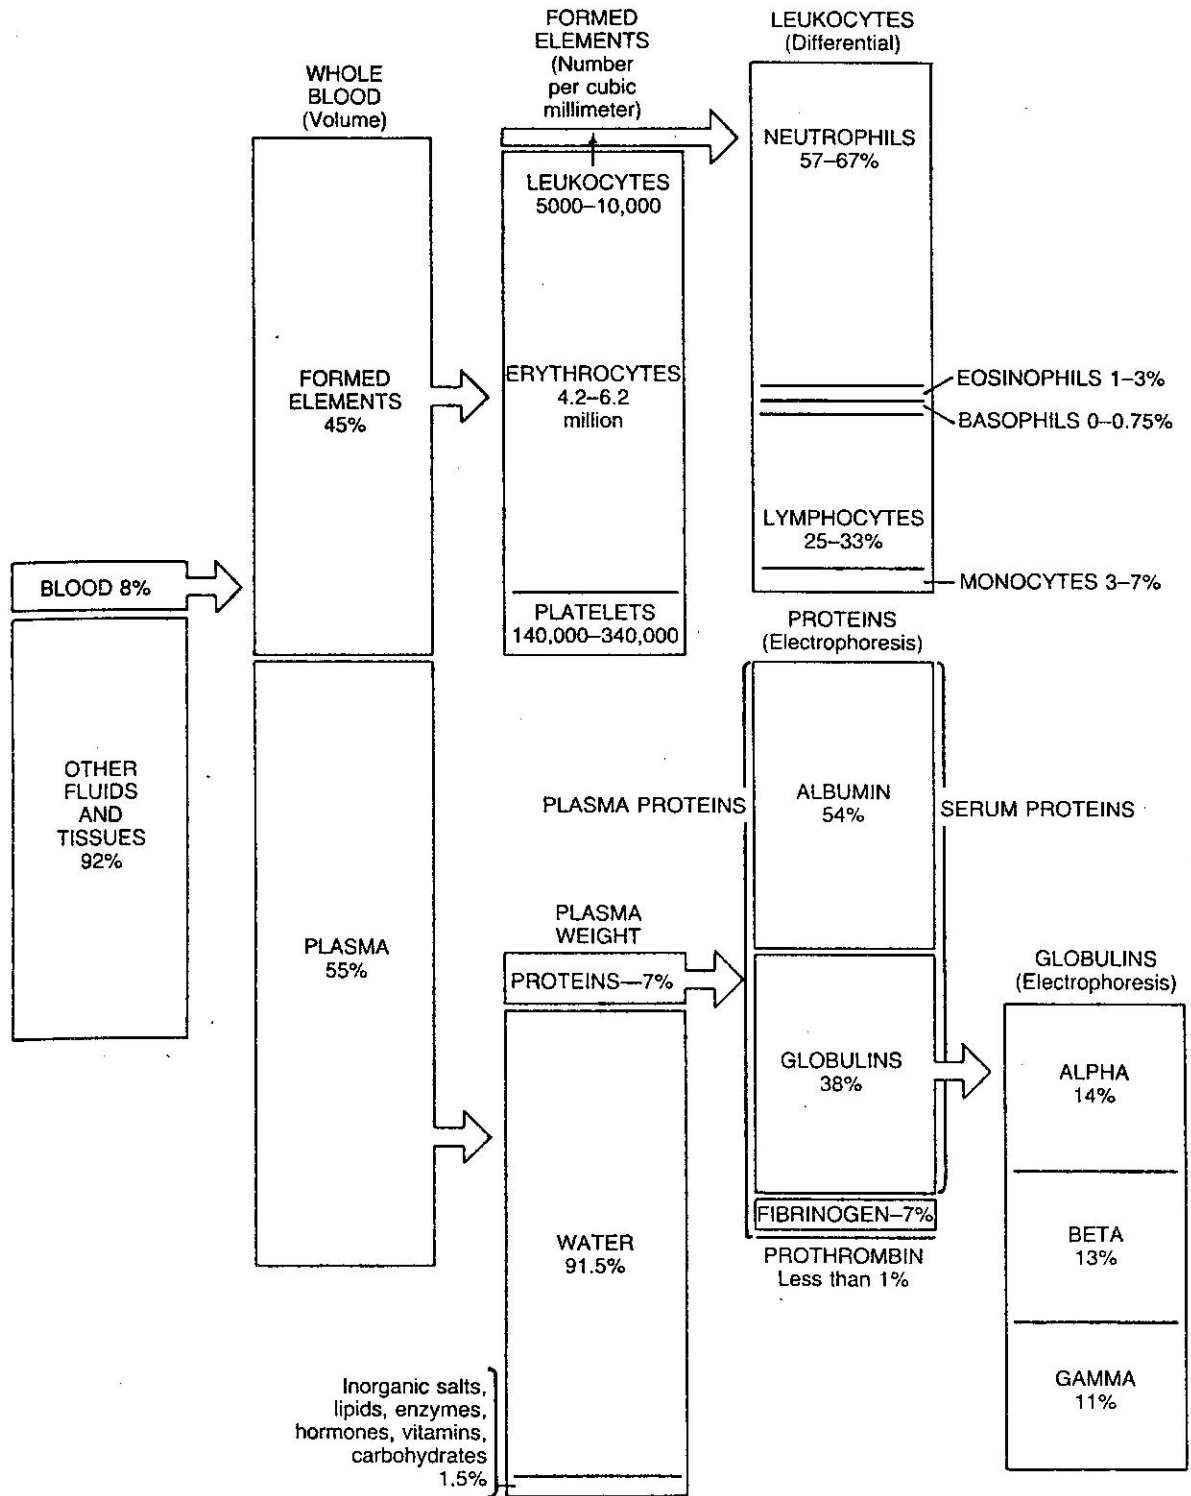 BLOOD 8%
OTHER
FLUIDS
AND
TISSUES
92%
WHOLE
BLOOD
(Volume)
FORMED
ELEMENTS
45%
PLASMA
55%
FORMED
ELEMENTS
(Number
per cubic
millimeter)
LEUKOCYTES
5000–10,000
ERYTHROCYTES
4.2–6.2
million
PLATELETS
140,000–340,000
LEUKOCYTES
(Differential)
NEUTROPHILS
57–67%
EOSINOPHILS 1–3%
BASOPHILS 0–0.75%
LYMPHOCYTES
25–33%
MONOCYTES 3–7%
PLASMA
WEIGHT
PROTEINS—7%
WATER
91.5%
Inorganic salts,
lipids, enzymes,
hormones, vitamins,
carbohydrates
1.5%
PROTEINS
(Electrophoresis)
PLASMA PROTEINS
ALBUMIN
54%
SERUM PROTEINS
GLOBULINS
38%
FIBRINOGEN–7%
PROTHROMBIN
Less than 1%
GLOBULINS
(Electrophoresis)
ALPHA
14%
BETA
13%
GAMMA
11%